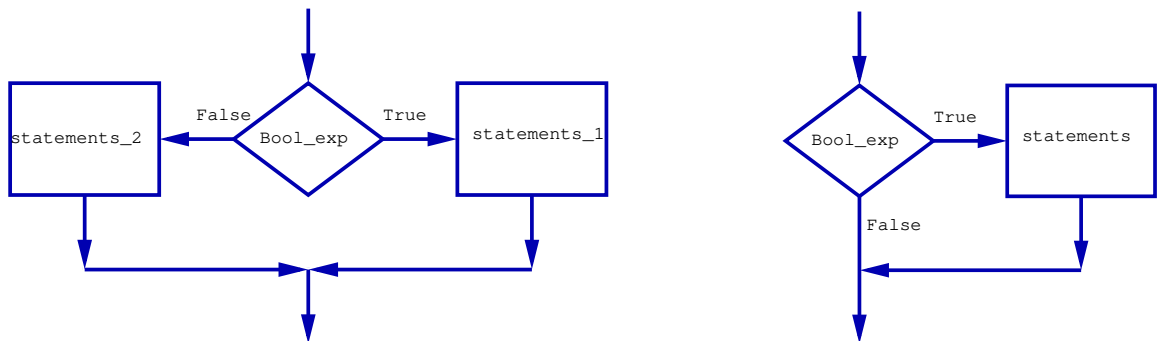 False
True
statements_2
Bool_exp
statements_1
True
Bool_exp
statements
False